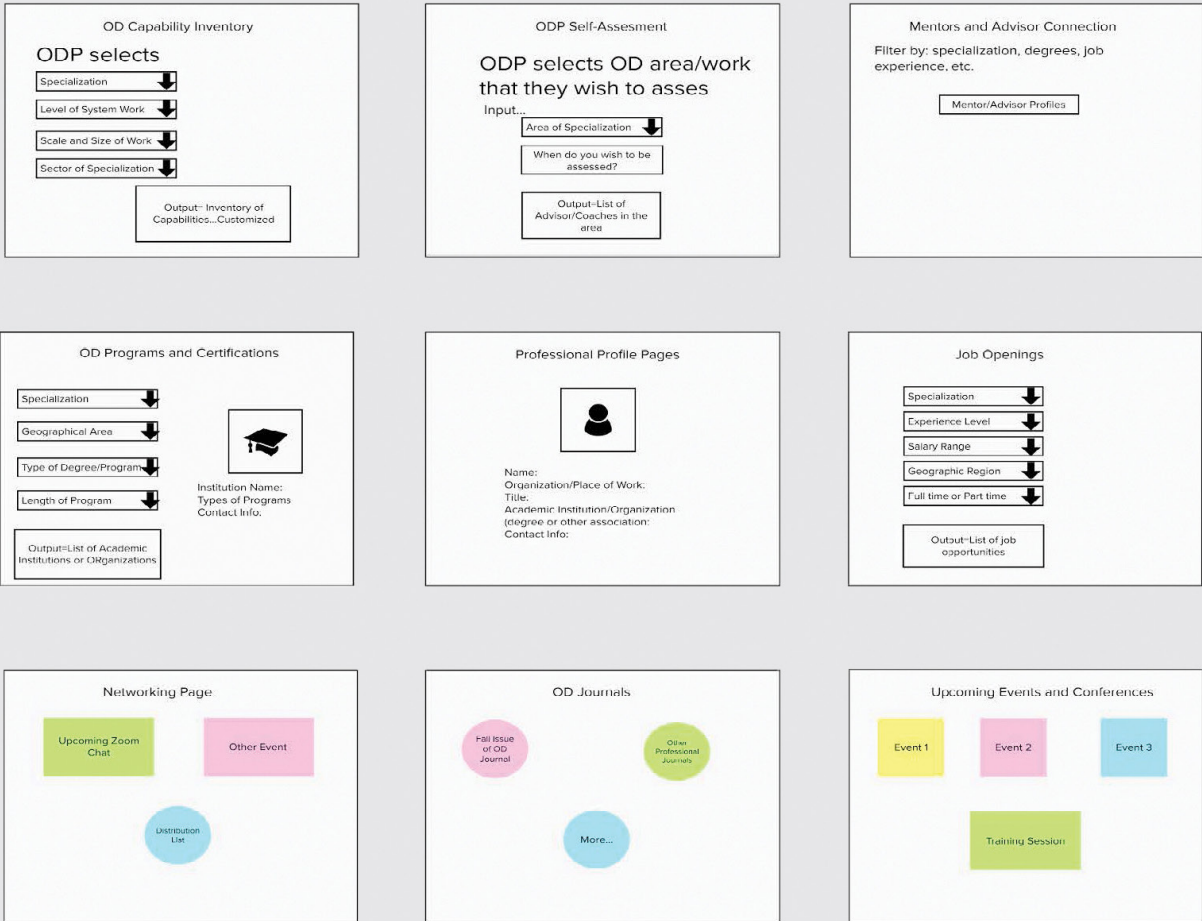 OD Capability Inventory
ODP selects
Specialization
Level of System Work
Scale and Size of Work
Sector of Specialization
Output= Inventory of
Capabilities...Customized
ODP Self-Assesment
ODP selects OD area/work
that they wish to asses
Input...
Area of Specialization
When do you wish to be
assessed?
Output=List of
Advisor/Coaches in the
area
Mentors and Advisor Connection
Filter by: specialization, degrees, job
experience, etc.
Mentor/Advisor Profiles
OD Programs and Certifications
Specialization
Geographical Area
Type of Degree/Program
Length of Program
Institution Name:
Types of Programs
Contact Info:
Output=List of Academic
Institutions or ORganizations
Professional Profile Pages
Name:
Organization/Place of Work:
Title:
Academic Institution/Organization
(degree or other association:
Contact Info:
Job Openings
Specialization
Experience Level
Salary Range
Geographic Region
Full time or Part time
Output=List of job
opportunities
Networking Page
Upcoming Zoom
Chat
Other Event
Distribution
List
OD Journals
Fall Issue
of OD
Journal
Other
Professional
Journals
More...
Upcoming Events and Conferences
Event 1
Event 2
Event 3
Training Session